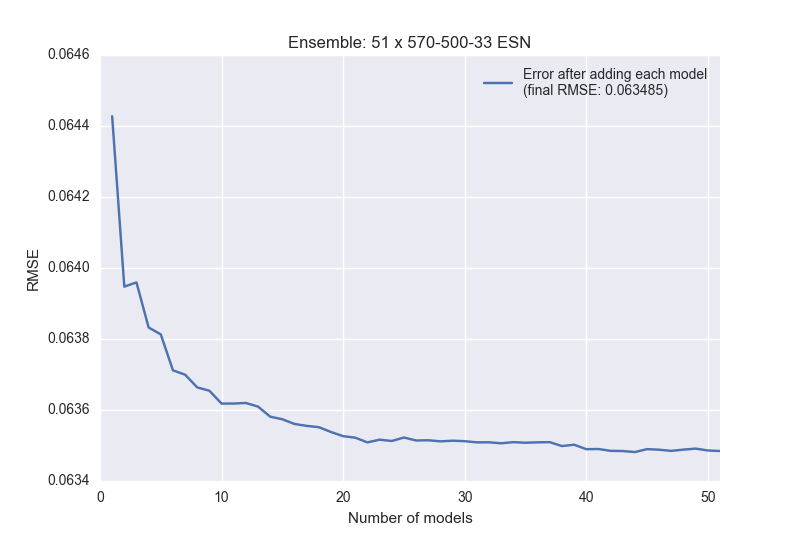 Ensemble: 51 x 570-500-33 ESN
Error after adding each model
(final RMSE: 0.063485)
0.0646
0.0644
0.0642
0.0640
0.0638
0.0636
0.0634
RMSE
0 10 20 30 40 50
Number of models